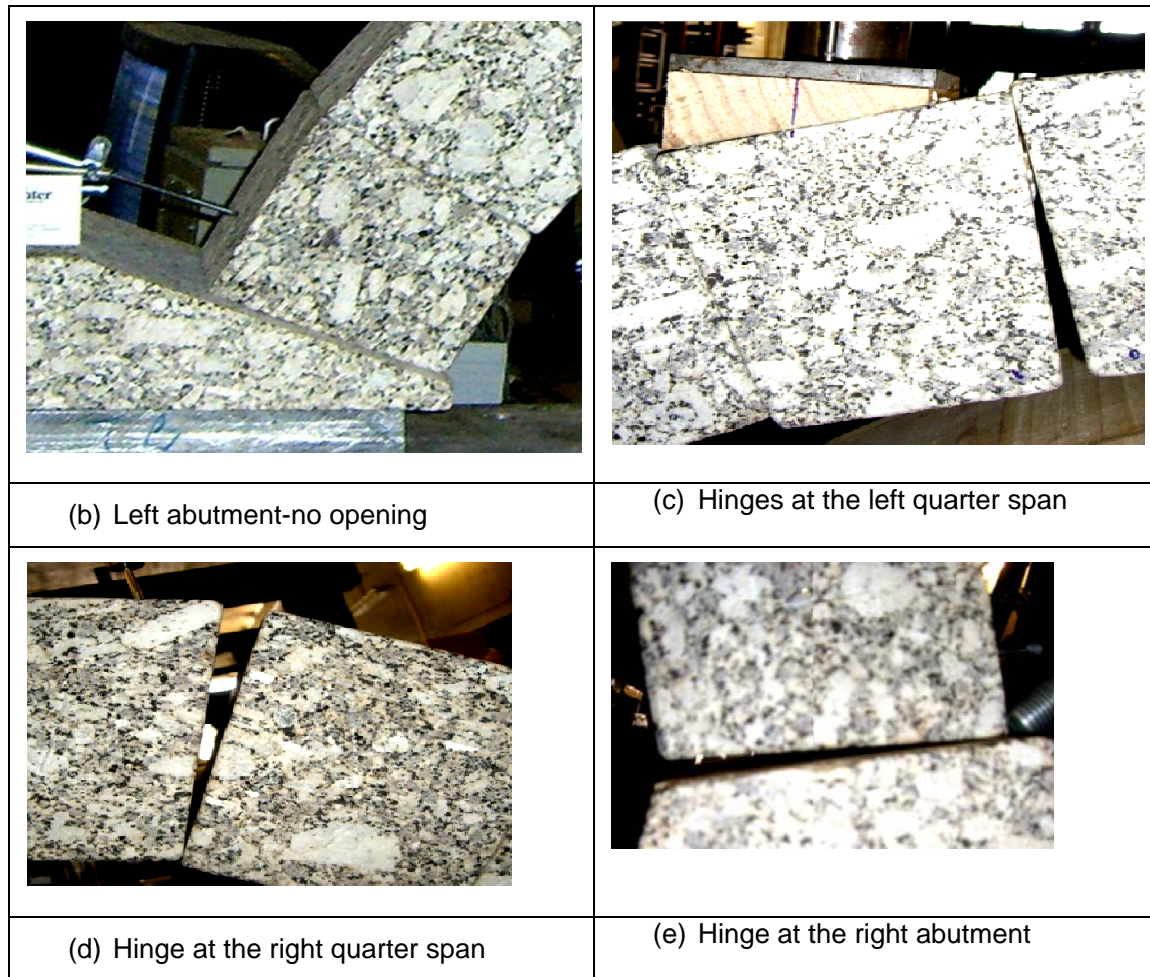 (b) Left abutment-no opening
(c) Hinges at the left quarter span
(d) Hinge at the right quarter span
(e) Hinge at the right abutment